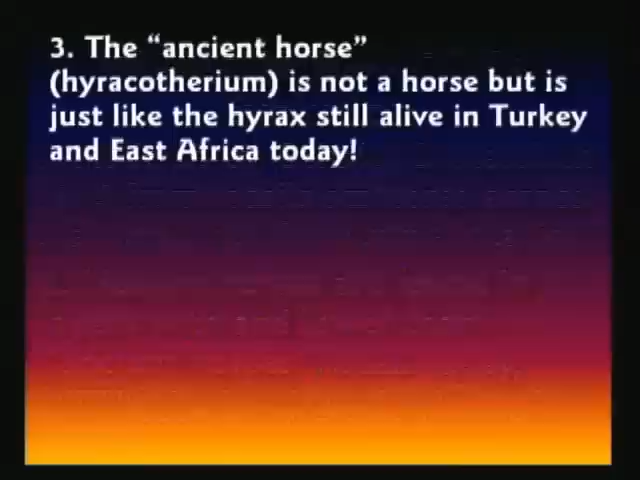 3. The “ancient horse”
(hyracotherium) is not a horse but is
just like the hyrax still alive in Turkey
and East Africa today!